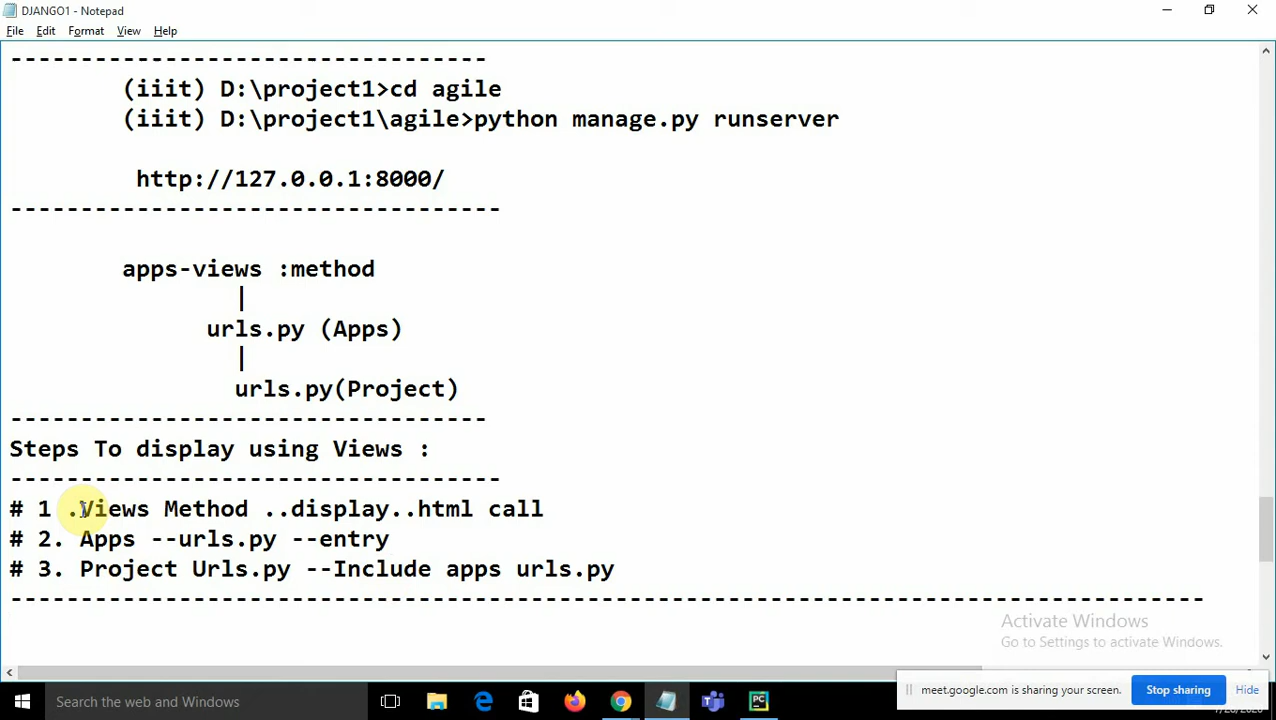 DJANGO1 - Notepad
File Edit Format View Help
----------------------------------
(iiit) D:\project1>cd agile
(iiit) D:\project1\agile>python manage.py runserver
http://127.0.0.1:8000/
-----------------------------------
apps-views :method
|
urls.py (Apps)
|
urls.py(Project)
----------------------------------
Steps To display using Views :
-----------------------------------
# 1 .Views Method ..display..html call
# 2. Apps --urls.py --entry
# 3. Project Urls.py --Include apps urls.py
-------------------------------------------------------------------------------------
Activate Windows
Go to Settings to activate Windows.
meet.google.com is sharing your screen. Stop sharing Hide
Search the web and Windows